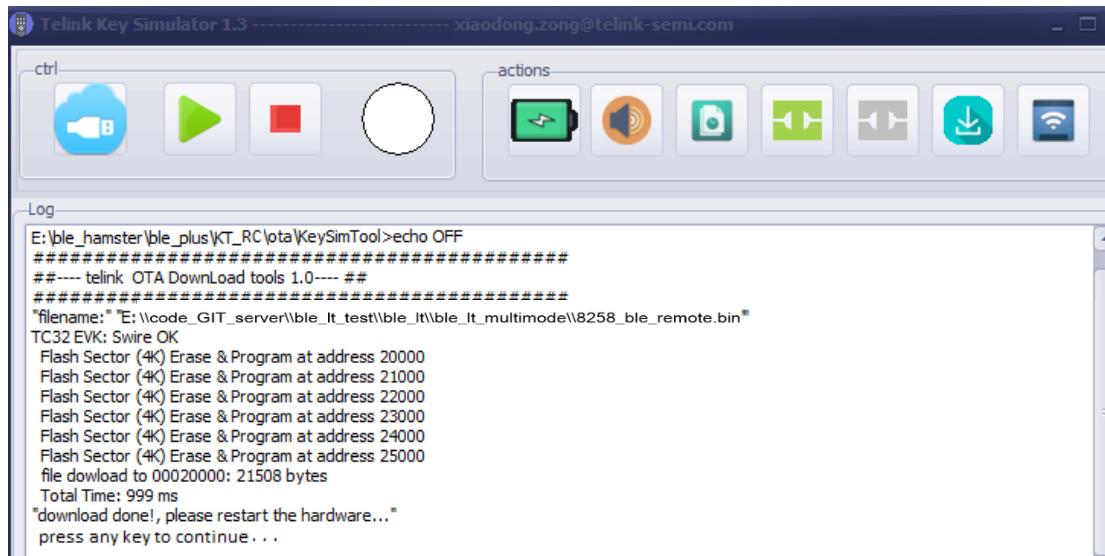 Telink Key Simulator 1.3 ------------------------- xiaodong.zong@telink-semi.com
ctrl
actions
Log
E:\ble_hamster\ble_plus\KT_RC\ota\KeySimTool>echo OFF
############################################
##---- telink  OTA DownLoad tools 1.0---- ##
############################################
"filename:" "E:\\code_GIT_server\\ble_lt_test\\ble_lt\\ble_lt_multimode\\8258_ble_remote.bin"
TC32 EVK: Swire OK
Flash Sector (4K) Erase & Program at address 20000
Flash Sector (4K) Erase & Program at address 21000
Flash Sector (4K) Erase & Program at address 22000
Flash Sector (4K) Erase & Program at address 23000
Flash Sector (4K) Erase & Program at address 24000
Flash Sector (4K) Erase & Program at address 25000
file dowload to 00020000: 21508 bytes
Total Time: 999 ms
"download done!, please restart the hardware..."
press any key to continue . . .